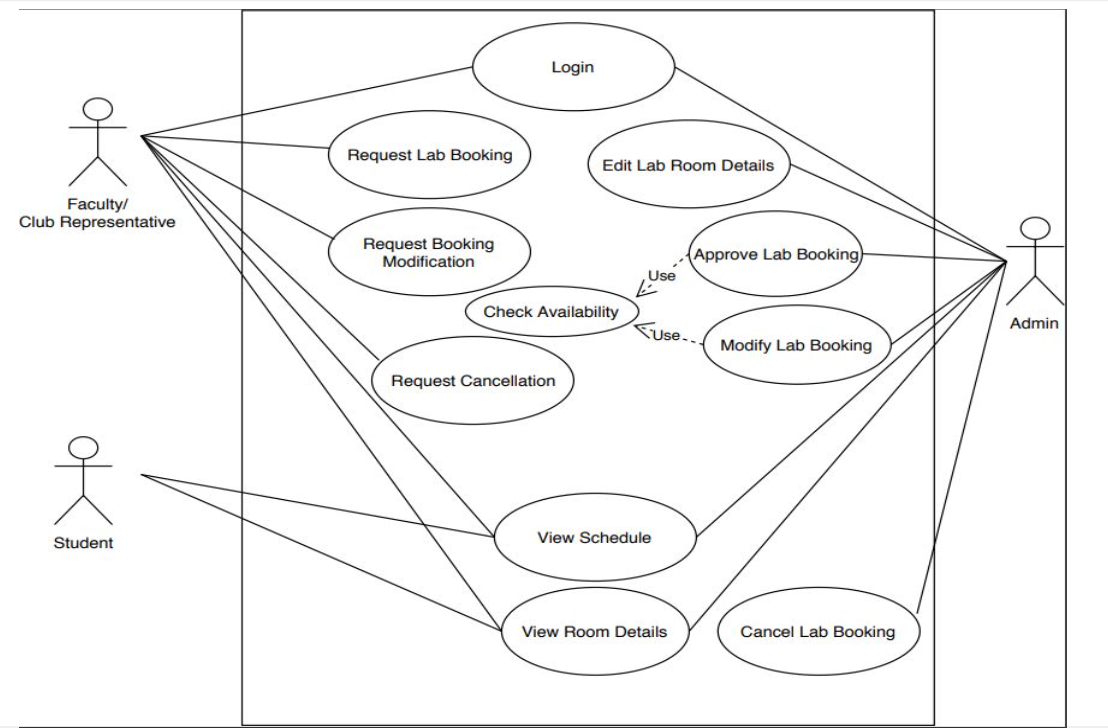 Login
Request Lab Booking
Edit Lab Room Details
Faculty/
Club Representative
Request Booking
Modification
Approve Lab Booking
Use
Check Availability
Admin
Use
Modify Lab Booking
Request Cancellation
Student
View Schedule
View Room Details
Cancel Lab Booking